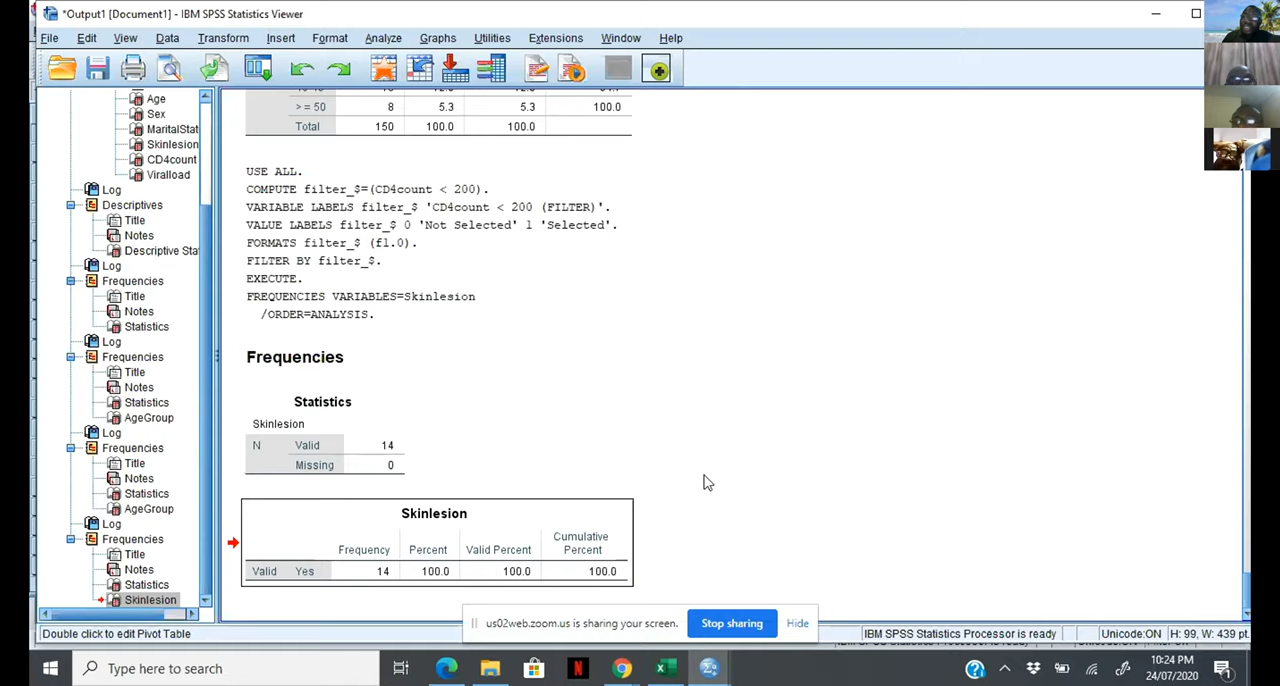 *Output1 [Document1] - IBM SPSS Statistics Viewer
File Edit View Data Transform Insert Format Analyze Graphs Utilities Extensions Window Help
Age
Sex
MaritalStat
Skinlesion
CD4count
Viralload
Log
Descriptives
Title
Notes
Descriptive Sta
Log
Frequencies
Title
Notes
Statistics
Log
Frequencies
Title
Notes
Statistics
AgeGroup
Log
Frequencies
Title
Notes
Statistics
AgeGroup
Log
Frequencies
Title
Notes
Statistics
Skinlesion
> = 50 8 5.3 5.3 100.0
Total 150 100.0 100.0
USE ALL.
COMPUTE filter_$=(CD4count < 200).
VARIABLE LABELS filter_$ 'CD4count < 200 (FILTER)'.
VALUE LABELS filter_$ 0 'Not Selected' 1 'Selected'.
FORMATS filter_$ (f1.0).
FILTER BY filter_$.
EXECUTE.
FREQUENCIES VARIABLES=Skinlesion
/ORDER=ANALYSIS.
Frequencies
Statistics
Skinlesion
N Valid 14
Missing 0
Skinlesion
Frequency Percent Valid Percent Cumulative Percent
Valid Yes 14 100.0 100.0 100.0
us02web.zoom.us is sharing your screen. Stop sharing Hide
Double click to edit Pivot Table IBM SPSS Statistics Processor is ready Unicode:ON H: 99, W: 439 pt.
Type here to search
10:24 PM
24/07/2020